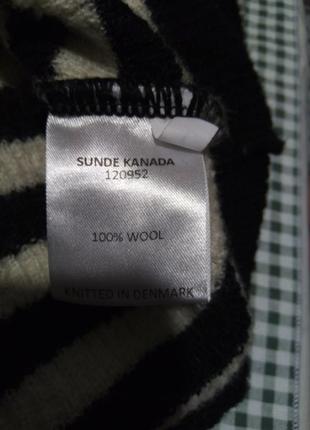 SUNDE KANADA
120952
100% WOOL
KNITTED IN DENMARK